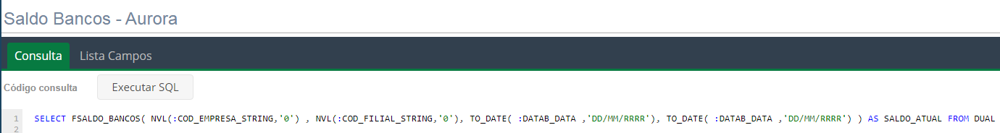 Saldo Bancos - Aurora
Consulta Lista Campos
Código consulta Executar SQL
1 SELECT FSALDO_BANCOS( NVL(:COD_EMPRESA_STRING,'0') , NVL(:COD_FILIAL_STRING,'0'), TO_DATE( :DATAB_DATA ,'DD/MM/RRRR'), TO_DATE( :DATAB_DATA ,'DD/MM/RRRR') ) AS SALDO_ATUAL FROM DUAL
2